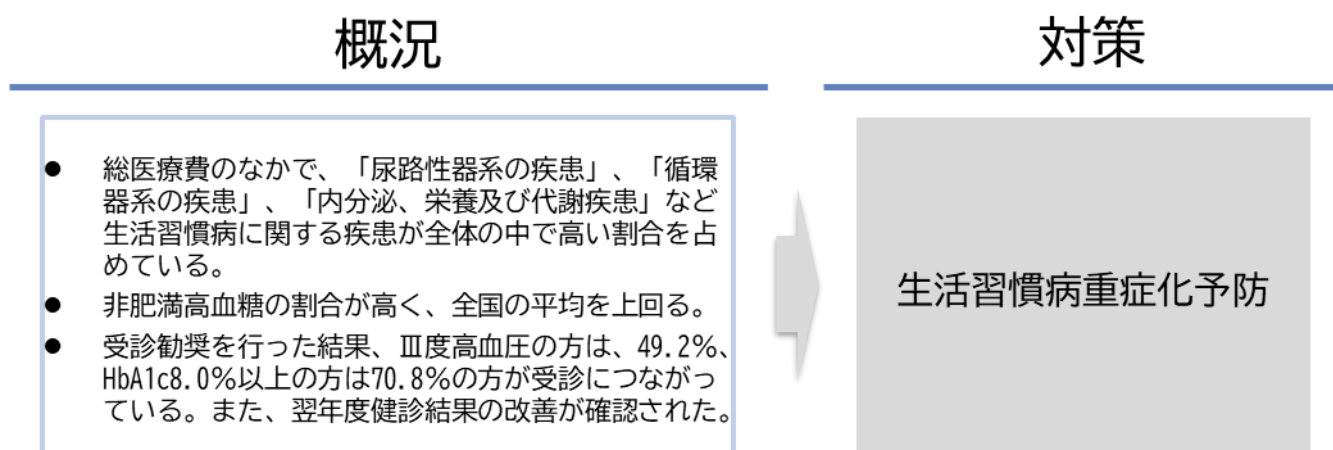 概況
対策
● 総医療費のなかで、「尿路性器系の疾患」、「循環
器系の疾患」、「内分泌、栄養及び代謝疾患」など
生活習慣病に関する疾患が全体の中で高い割合を占
めている。
● 非肥満高血糖の割合が高く、全国の平均を上回る。
● 受診勧奨を行った結果、Ⅲ度高血圧の方は、49.2%、
HbA1c8.0%以上の方は70.8%の方が受診につながっ
ている。また、翌年度健診結果の改善が確認された。
生活習慣病重症化予防